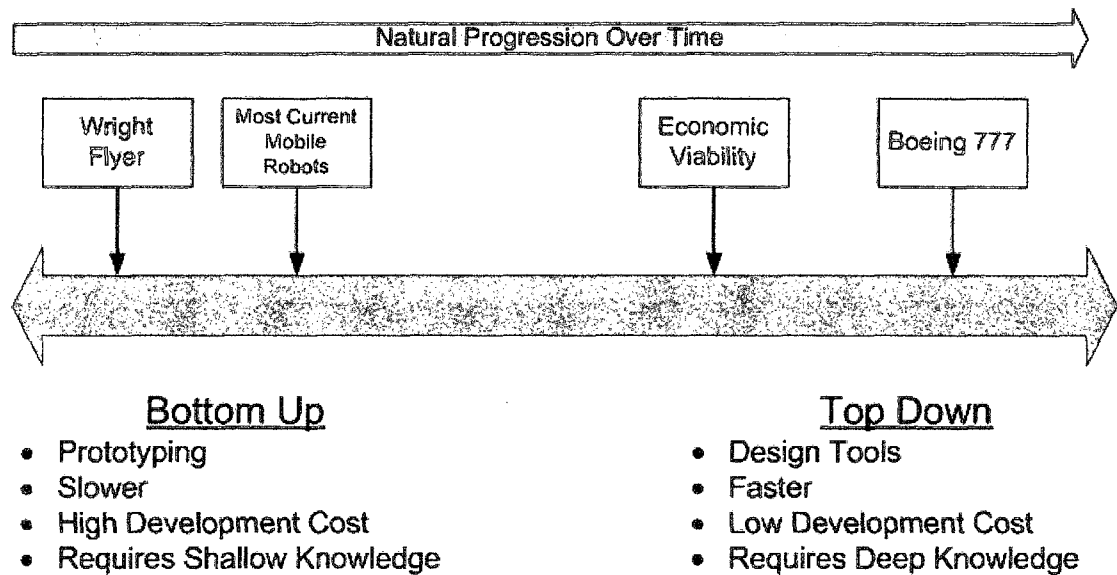 Natural Progression Over Time
Wright
Flyer
Most Current
Mobile
Robots
Economic
Viability
Boeing 777
Bottom Up
• Prototyping
• Slower
• High Development Cost
• Requires Shallow Knowledge
Top Down
• Design Tools
• Faster
• Low Development Cost
• Requires Deep Knowledge